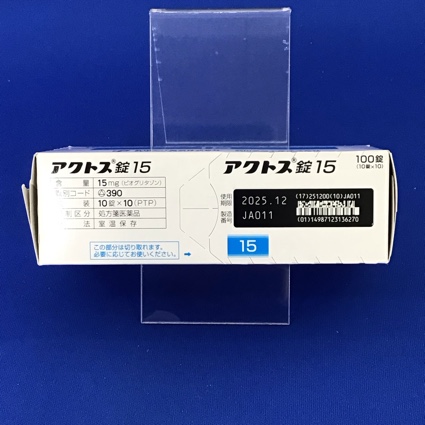 アクトス®錠15
含 量 15mg(ピオグリタゾン)
識別コード 390
包 装 10錠×10(PTP)
規制区分 処方箋医薬品
貯 法 室温保存
この部分は切り取れます。
必要に応じてお使いください。 →
アクトス®錠15 100錠
(10錠×10)
使用
期限 2025.12
製造
番号 JA011
(17)251200(10)JA011
(01)14987123136270
15